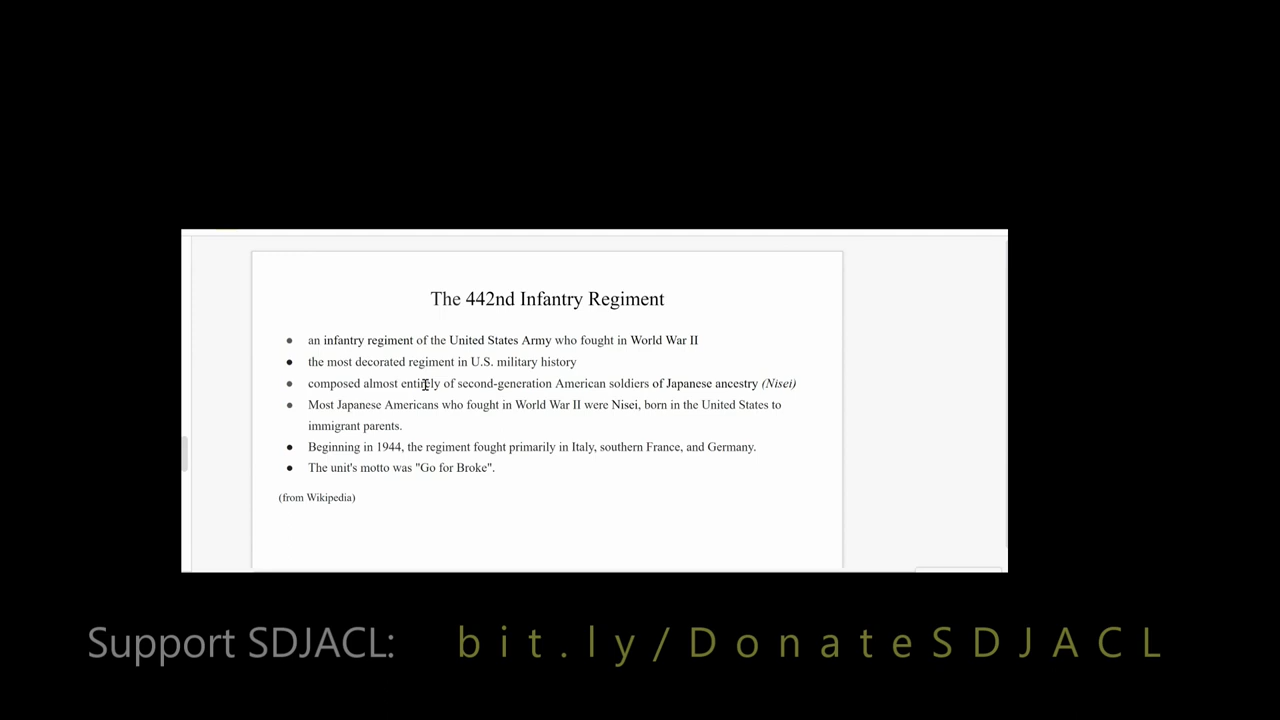 The 442nd Infantry Regiment
● an infantry regiment of the United States Army who fought in World War II
● the most decorated regiment in U.S. military history
● composed almost entirely of second-generation American soldiers of Japanese ancestry (Nisei)
● Most Japanese Americans who fought in World War II were Nisei, born in the United States to
immigrant parents.
● Beginning in 1944, the regiment fought primarily in Italy, southern France, and Germany.
● The unit's motto was "Go for Broke".
(from Wikipedia)
Support SDJACL: bit.ly/DonateSDJACL